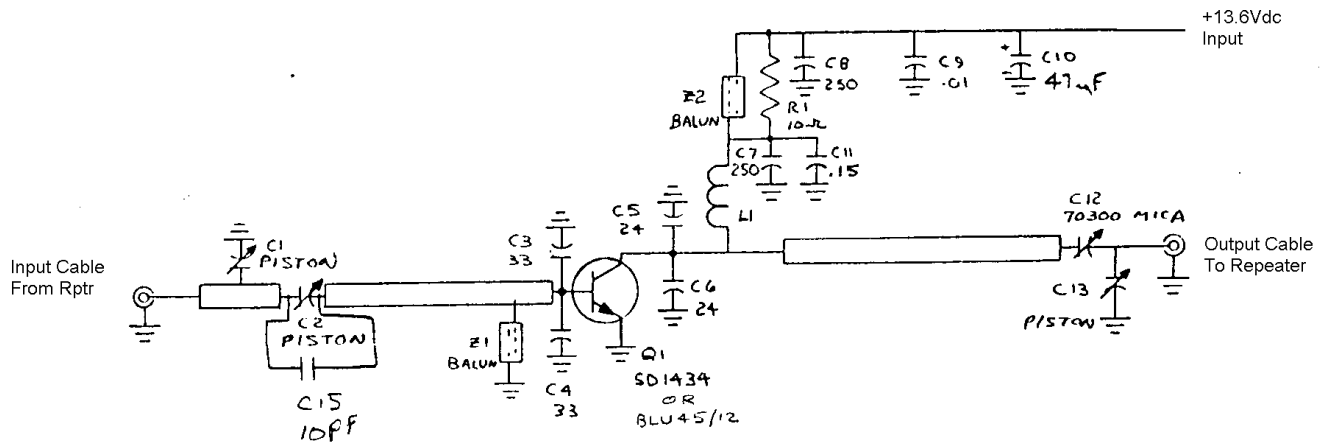 +13.6Vdc
Input
C8
250
C9
.01
+
C10
47uF
Z2
BALUN
R1
10Ω
C7
250
C11
.15
L1
C5
24
C6
24
C12
70300 MICA
Output Cable
To Repeater
C13
PISTON
C1
PISTON
Input Cable
From Rptr
C2
PISTON
C15
10PF
C3
33
Z1
BALUN
C4
33
Q1
SD1434
OR
BLU45/12